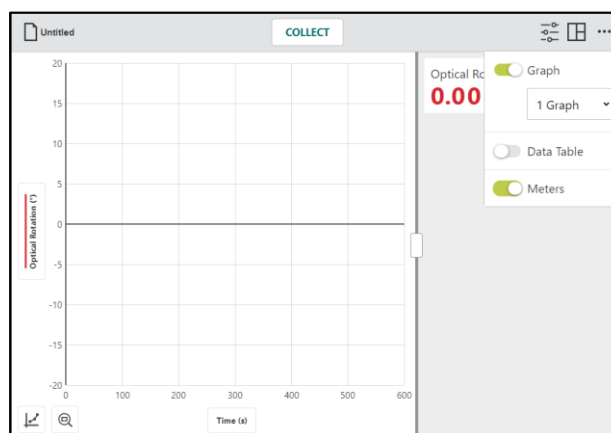 Untitled
COLLECT
...
Optical Ro
0.00
Graph
1 Graph
Data Table
Meters
Optical Rotation (°)
20
15
10
5
0
-5
-10
-15
-20
0 100 200 300 400 500 600
Time (s)